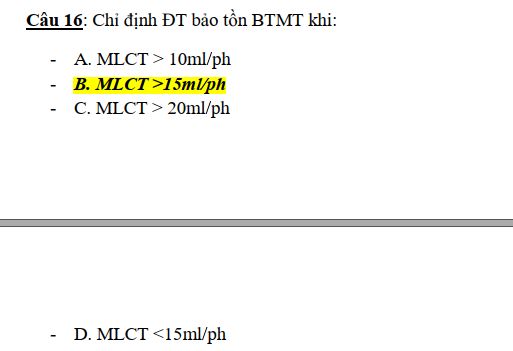 Câu 16: Chỉ định ĐT bảo tồn BTMT khi:
- A. MLCT > 10ml/ph
- B. MLCT >15ml/ph
- C. MLCT > 20ml/ph
- D. MLCT <15ml/ph